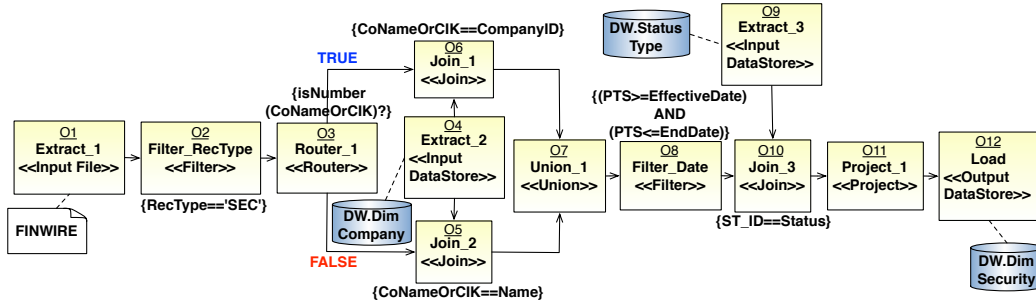 O1
Extract_1
<<Input File>>
FINWIRE
O2
Filter_RecType
<<Filter>>
{RecType=='SEC'}
{isNumber
(CoNameOrCIK)?}
O3
Router_1
<<Router>>
TRUE
FALSE
{CoNameOrCIK==CompanyID}
O6
Join_1
<<Join>>
O4
Extract_2
<<Input
DataStore>>
DW.Dim
Company
O5
Join_2
<<Join>>
{CoNameOrCIK==Name}
O7
Union_1
<<Union>>
{(PTS>=EffectiveDate)
AND
(PTS<=EndDate)}
O8
Filter_Date
<<Filter>>
DW.Status
Type
O9
Extract_3
<<Input
DataStore>>
O10
Join_3
<<Join>>
{ST_ID==Status}
O11
Project_1
<<Project>>
O12
Load
<<Output
DataStore>>
DW.Dim
Security